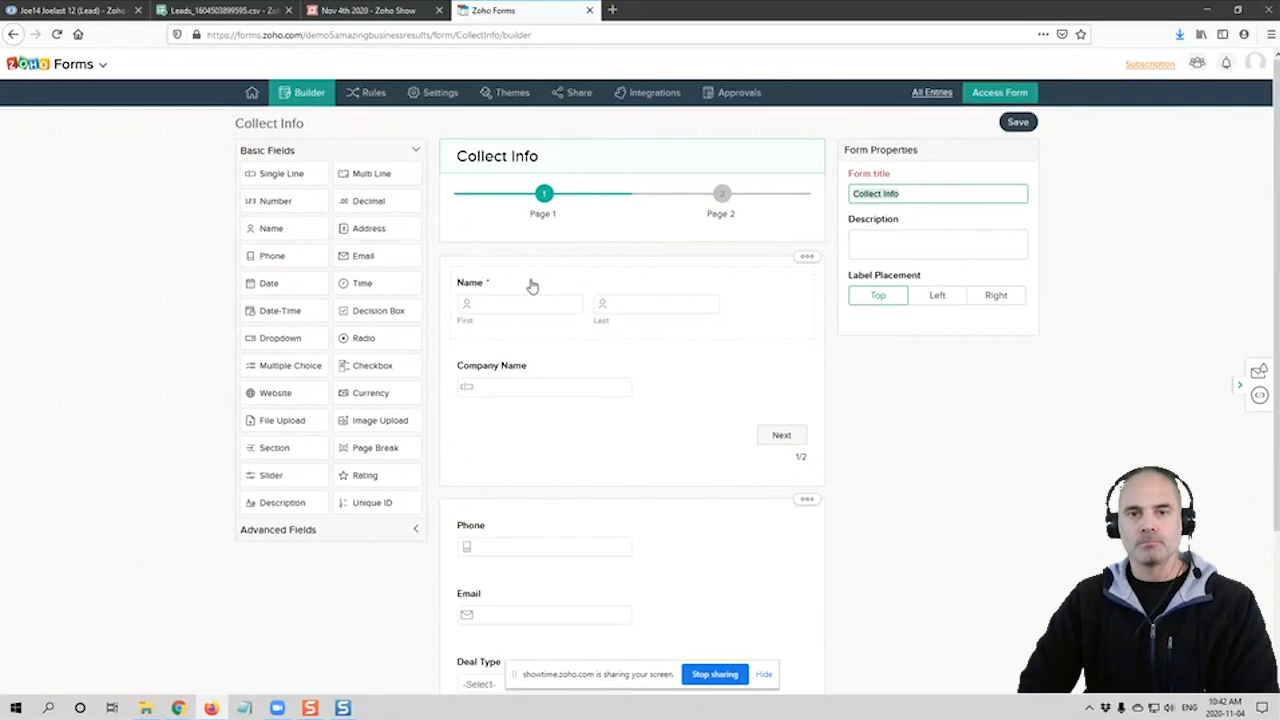 Joe14 Joelast 12 (Lead) - Zoho
Leads_1604503899595.csv - Zo
Nov 4th 2020 - Zoho Show
Zoho Forms
https://forms.zoho.com/demo5amazingbusinessresults/form/CollectInfo/builder
ZOHO Forms
Subscription
Builder Rules Settings Themes Share Integrations Approvals All Entries Access Form
Collect Info
Save
Basic Fields
Single Line Multi Line
Number Decimal
Name Address
Phone Email
Date Time
Date-Time Decision Box
Dropdown Radio
Multiple Choice Checkbox
Website Currency
File Upload Image Upload
Section Page Break
Slider Rating
Description Unique ID
Advanced Fields
Collect Info
1 2
Page 1 Page 2
Name *
First Last
Company Name
Next
1/2
Phone
Email
Deal Type
-Select-
Form Properties
Form title
Collect Info
Description
Label Placement
Top Left Right
showtime.zoho.com is sharing your screen. Stop sharing Hide
ENG
10:42 AM
2020-11-04